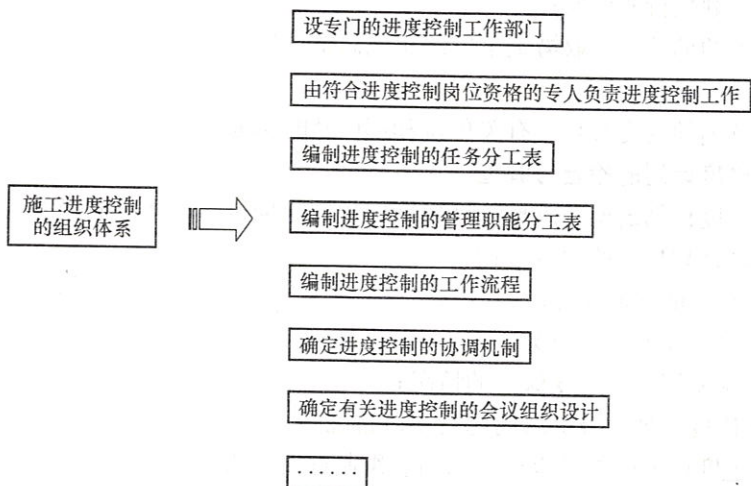 设专门的进度控制工作部门
由符合进度控制岗位资格的专人负责进度控制工作
编制进度控制的任务分工表
施工进度控制
的组织体系
编制进度控制的管理职能分工表
编制进度控制的工作流程
确定进度控制的协调机制
确定有关进度控制的会议组织设计
······